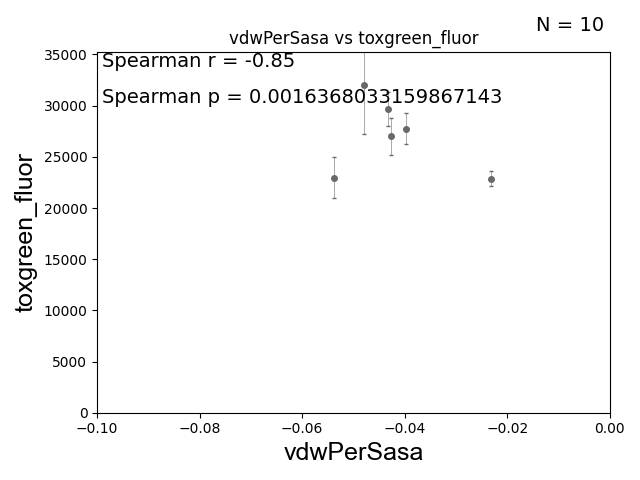 N = 10
vdwPerSasa vs toxgreen_fluor
Spearman r = -0.85
Spearman p = 0.0016368033159867143
toxgreen_fluor
35000
30000
25000
20000
15000
10000
5000
0
−0.10
−0.08
−0.06
−0.04
−0.02
0.00
vdwPerSasa